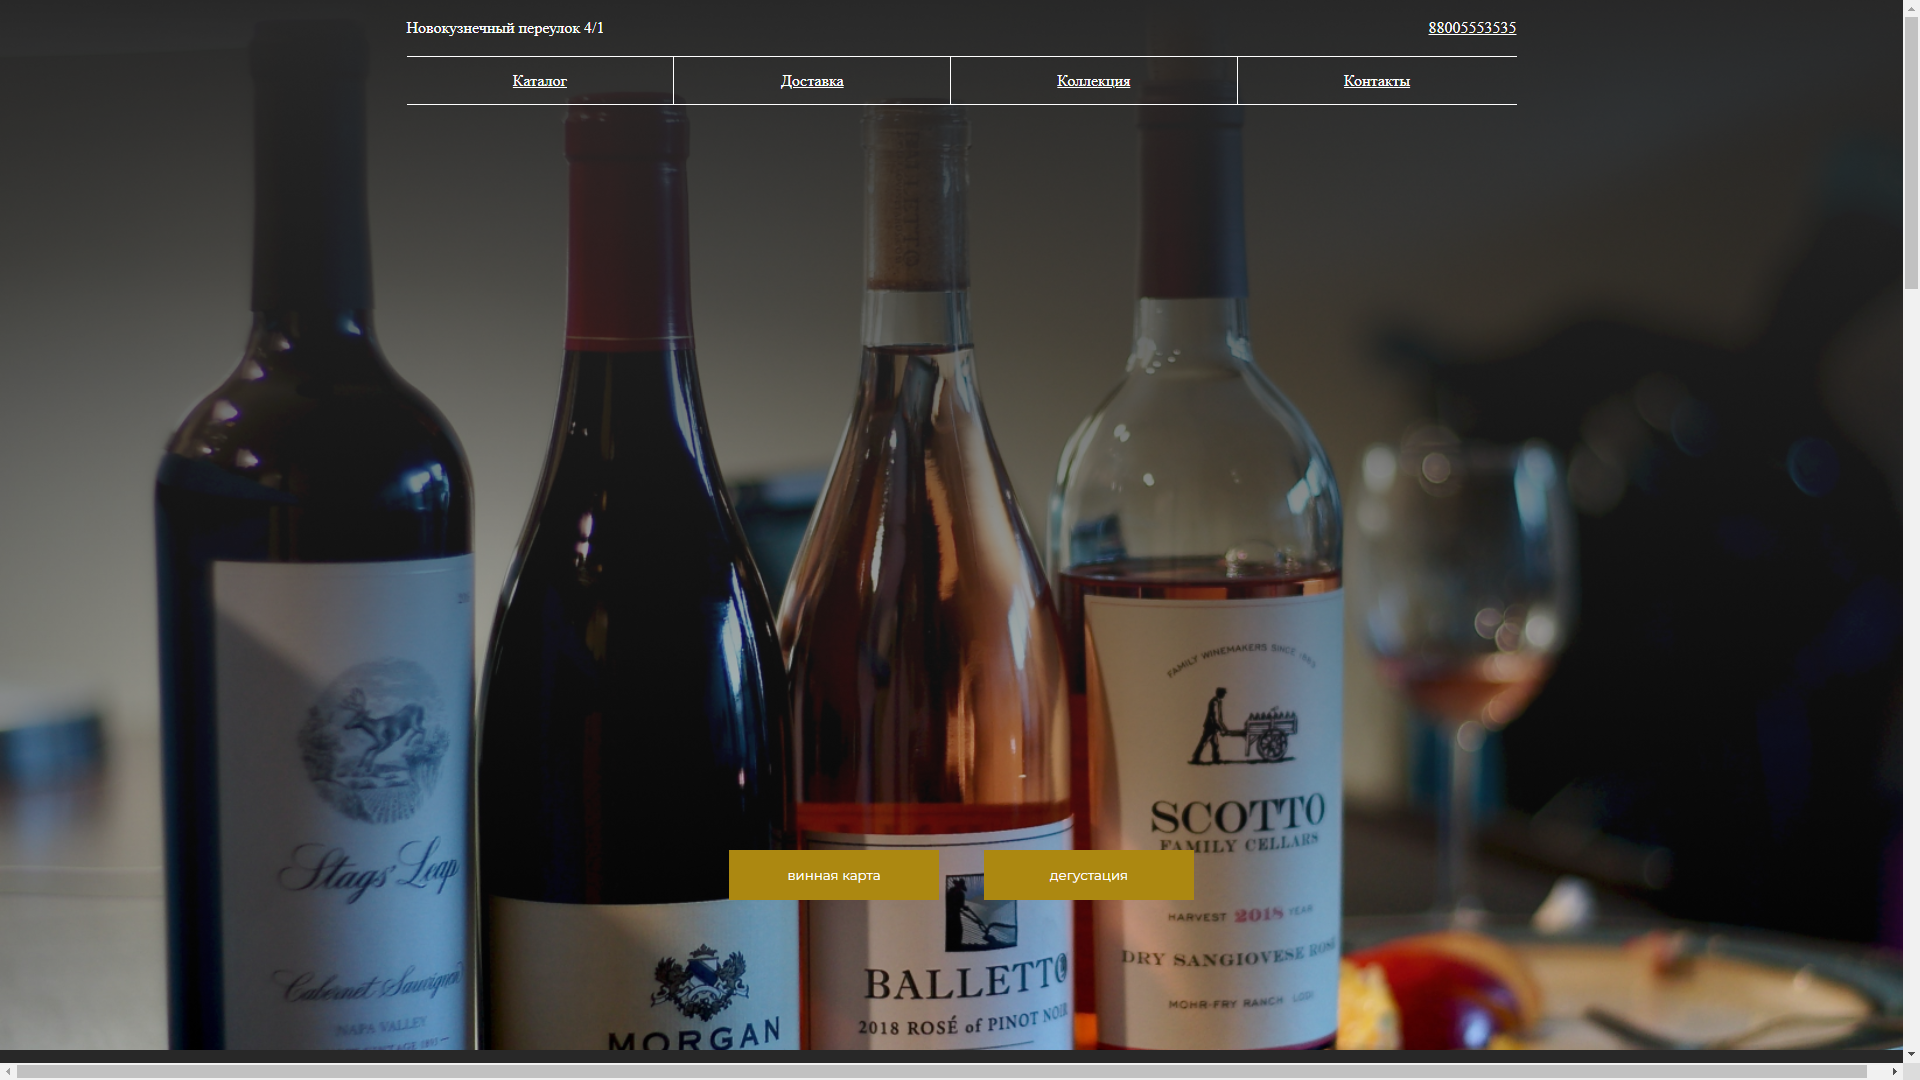 Новокузнечный переулок 4/1
88005553535
Каталог
Доставка
Коллекция
Контакты
FAMILY WINEMAKERS SINCE 1883
SCOTTO
FAMILY CELLARS
винная карта
дегустация
Stags' Leap
HARVEST 2018 YEAR
DRY SANGIOVESE ROSÉ
BALLETTO
Cabernet Sauvignon
MOHR-FRY RANCH LODI
2018 ROSÉ of PINOT NOIR
NAPA VALLEY
MORGAN